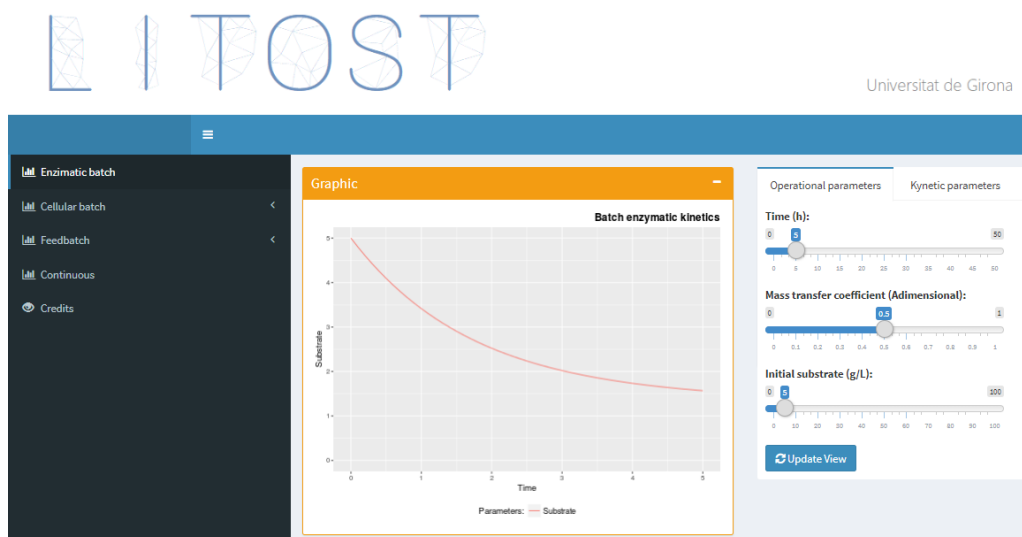 LITOST
Universitat de Girona
Enzimatic batch
Cellular batch
Feedbatch
Continuous
Credits
Graphic
Batch enzymatic kinetics
Substrate
5
4
3
2
1
0
0 1 2 3 4 5
Time
Parameters: Substrate
Operational parameters Kynetic parameters
Time (h):
0 5 50
0 5 10 15 20 25 30 35 40 45 50
Mass transfer coefficient (Adimensional):
0 0.5 1
0 0.1 0.2 0.3 0.4 0.5 0.6 0.7 0.8 0.9 1
Initial substrate (g/L):
0 5 100
0 10 20 30 40 50 60 70 80 90 100
Update View